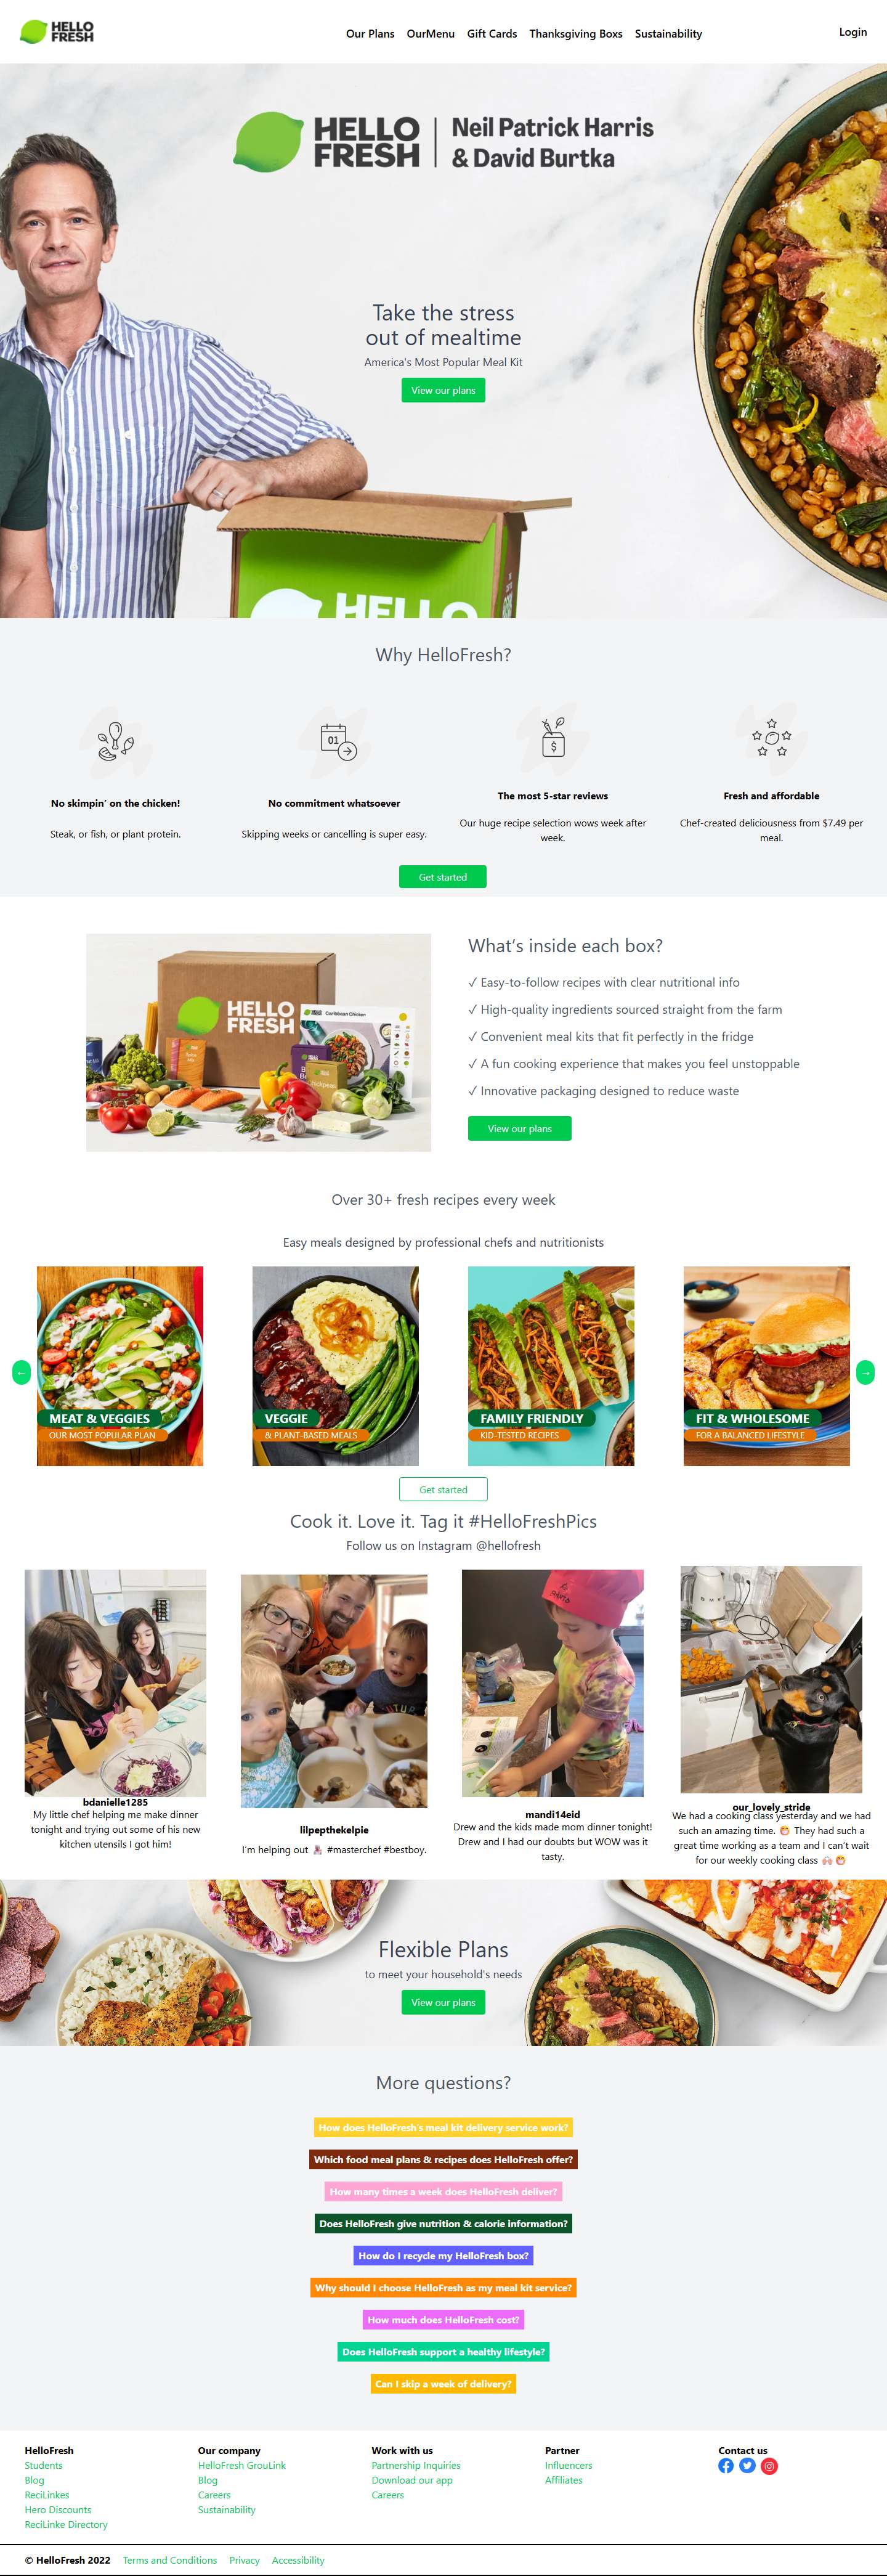 HELLO
FRESH
Our Plans OurMenu Gift Cards Thanksgiving Boxs Sustainability
Login
HELLO
FRESH
Neil Patrick Harris
& David Burtka
Take the stress
out of mealtime
America's Most Popular Meal Kit
View our plans
HELLO
Why HelloFresh?
01
$
No skimpin´ on the chicken!
Steak, or fish, or plant protein.
No commitment whatsoever
Skipping weeks or cancelling is super easy.
The most 5-star reviews
Our huge recipe selection wows week after
week.
Fresh and affordable
Chef-created deliciousness from $7.49 per
meal.
Get started
HELLO
FRESH
Caribbean Chicken
What's inside each box?
✓ Easy-to-follow recipes with clear nutritional info
✓ High-quality ingredients sourced straight from the farm
✓ Convenient meal kits that fit perfectly in the fridge
✓ A fun cooking experience that makes you feel unstoppable
✓ Innovative packaging designed to reduce waste
View our plans
Over 30+ fresh recipes every week
Easy meals designed by professional chefs and nutritionists
←
MEAT & VEGGIES
OUR MOST POPULAR PLAN
VEGGIE
& PLANT-BASED MEALS
FAMILY FRIENDLY
KID-TESTED RECIPES
FIT & WHOLESOME
FOR A BALANCED LIFESTYLE
→
Get started
Cook it. Love it. Tag it #HelloFreshPics
Follow us on Instagram @hellofresh
bdanielle1285
My little chef helping me make dinner
tonight and trying out some of his new
kitchen utensils I got him!
lilpepthekelpie
I'm helping out #masterchef #bestboy.
mandi14eid
Drew and the kids made mom dinner tonight!
Drew and I had our doubts but WOW was it
tasty.
our_lovely_stride
We had a cooking class yesterday and we had
such an amazing time. 😁 They had such a
great time working as a team and I can't wait
for our weekly cooking class 🙌🏻 😁
Flexible Plans
to meet your household's needs
View our plans
More questions?
How does HelloFresh's meal kit delivery service work?
Which food meal plans & recipes does HelloFresh offer?
How many times a week does HelloFresh deliver?
Does HelloFresh give nutrition & calorie information?
How do I recycle my HelloFresh box?
Why should I choose HelloFresh as my meal kit service?
How much does HelloFresh cost?
Does HelloFresh support a healthy lifestyle?
Can I skip a week of delivery?
HelloFresh
Students
Blog
ReciLinkes
Hero Discounts
ReciLinke Directory
Our company
HelloFresh GrouLink
Blog
Careers
Sustainability
Work with us
Partnership Inquiries
Download our app
Careers
Partner
Influencers
Affiliates
Contact us
© HelloFresh 2022 Terms and Conditions Privacy Accessibility